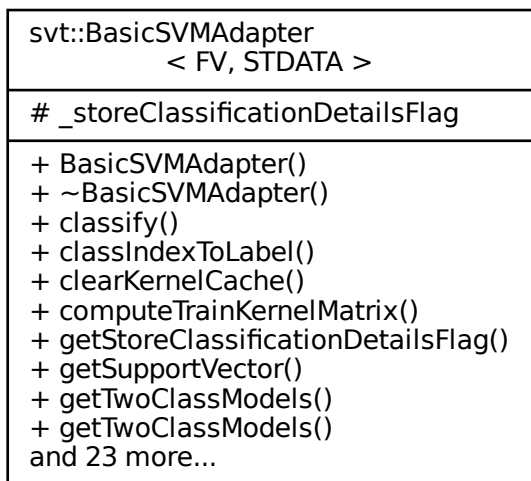 svt::BasicSVMAdapter
< FV, STDATA >
# _storeClassificationDetailsFlag
+ BasicSVMAdapter()
+ ~BasicSVMAdapter()
+ classify()
+ classIndexToLabel()
+ clearKernelCache()
+ computeTrainKernelMatrix()
+ getStoreClassificationDetailsFlag()
+ getSupportVector()
+ getTwoClassModels()
+ getTwoClassModels()
and 23 more...